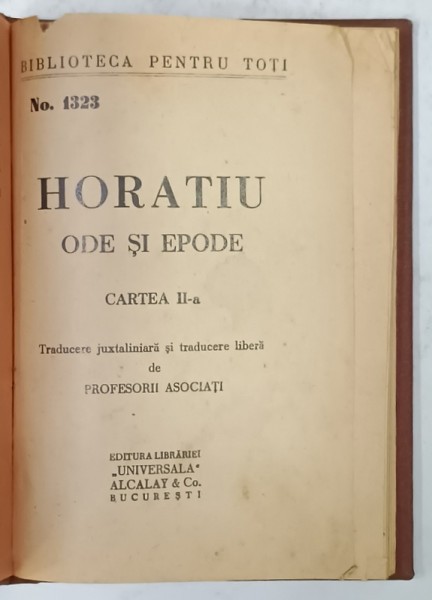 BIBLIOTECA PENTRU TOȚI
No. 1323
HORATIU
ODE ȘI EPODE
CARTEA II-a
Traducere juxtaliniară și traducere liberă
de
PROFESORII ASOCIAȚI
EDITURA LIBRĂRIEI
„UNIVERSALA"
ALCALAY & Co.
BUCUREȘTI